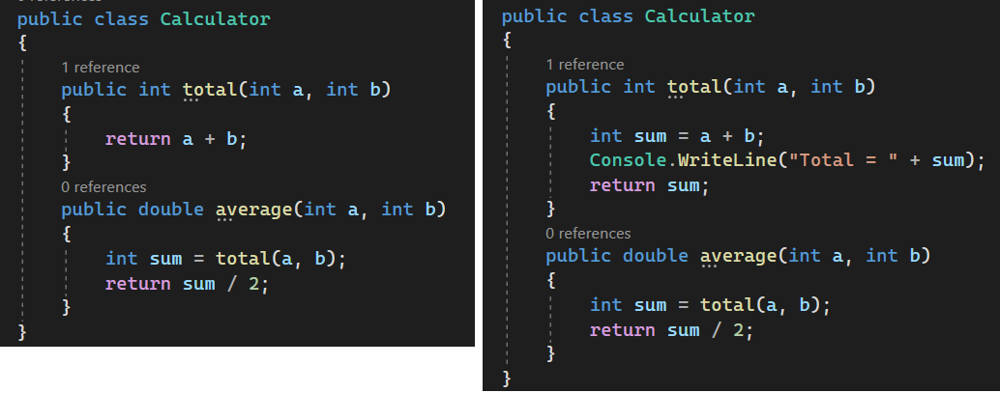 0 references
public class Calculator
{
1 reference
public int total(int a, int b)
{
return a + b;
}
0 references
public double average(int a, int b)
{
int sum = total(a, b);
return sum / 2;
}
}
public class Calculator
{
1 reference
public int total(int a, int b)
{
int sum = a + b;
Console.WriteLine("Total = " + sum);
return sum;
}
0 references
public double average(int a, int b)
{
int sum = total(a, b);
return sum / 2;
}
}